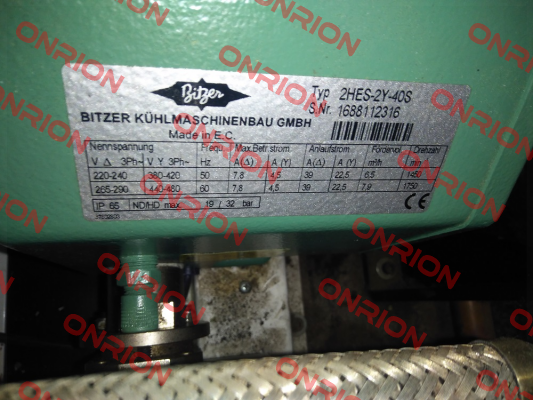 Bitzer
Typ 2HES-2Y-40S
S.Nr. 1688112316
BITZER KÜHLMASCHINENBAU GMBH
Made in E.C.
Nennspannung Frequ. Max.Betr.strom. Anlaufstrom Fördervol. Drehzahl
V Δ 3Ph~ V Y 3Ph~ Hz A(Δ) A (Y) A (Δ) A (Y) m³/h min
220-240 380-420 50 7,8 4,5 39 22,5 6.5 1450
265-290 440-480 60 7,8 4,5 39 22,5 7.9 1750
IP 65 ND/HD max. 19 / 32 bar
CE
ONRION
ONRION
ONRION
ONRION
ONRION
ONRION
ONRION
ONRION
ONRION
ONRION
ONRION